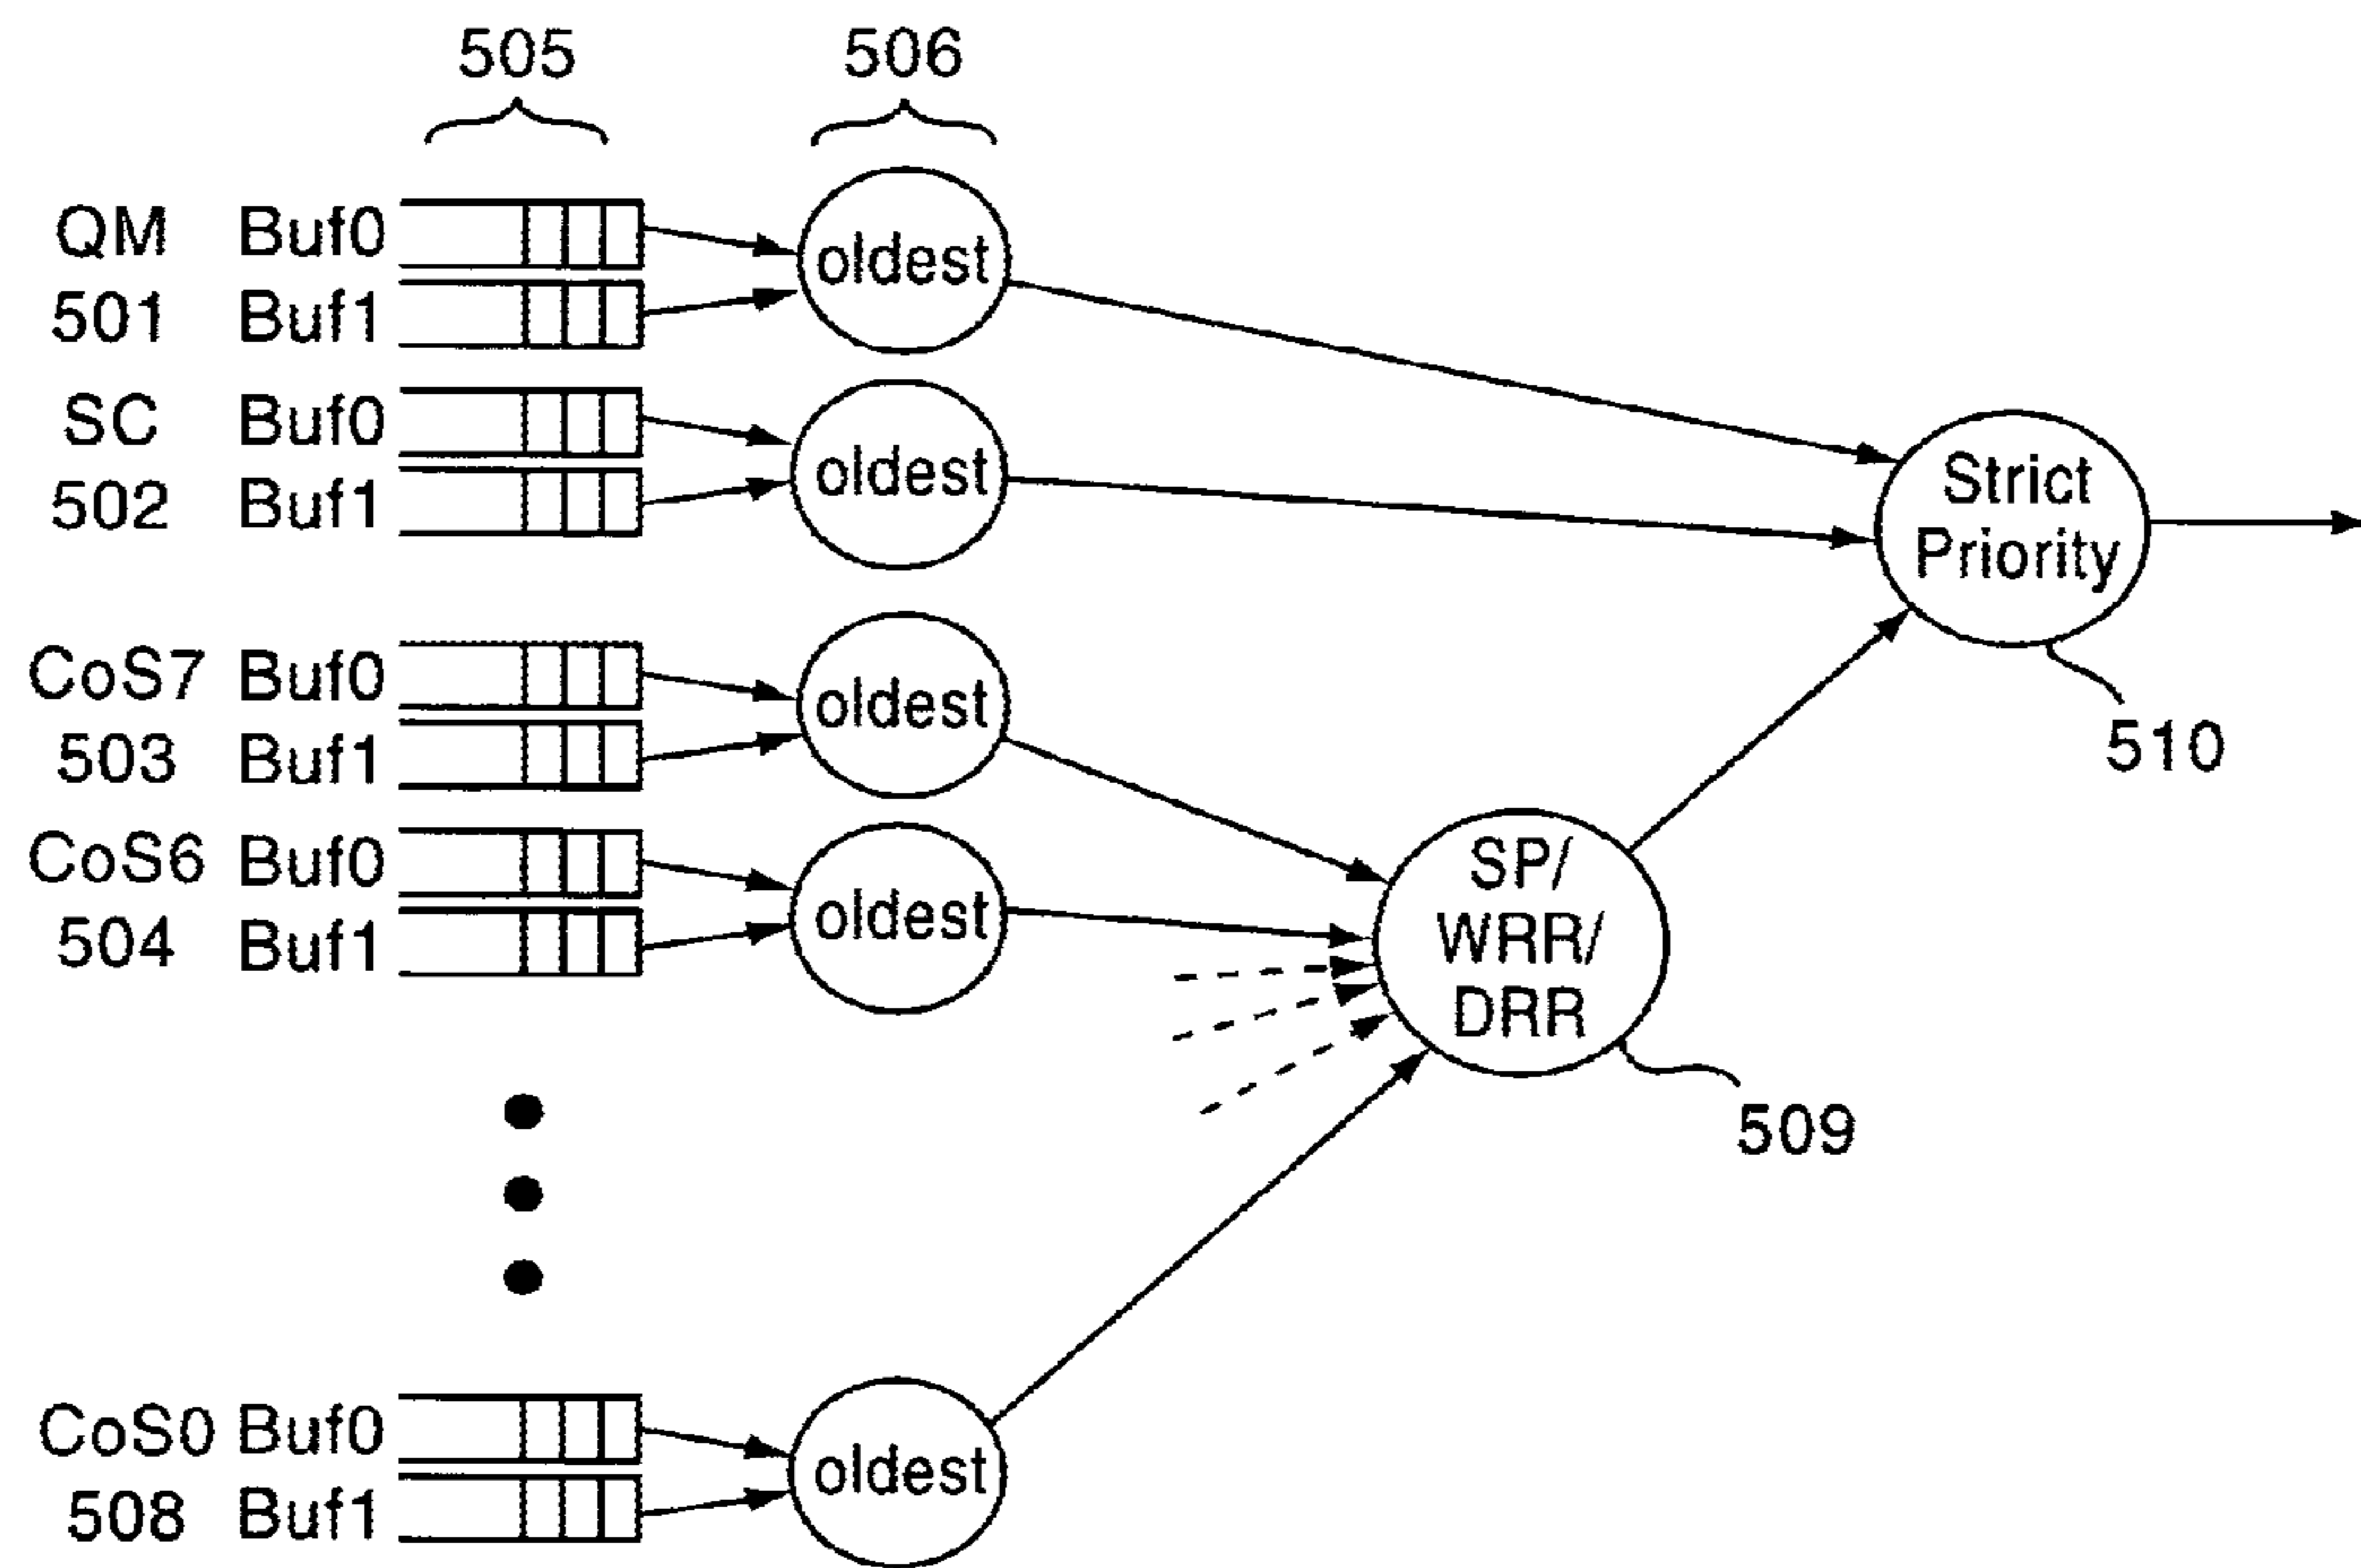 505 506
QM Buf0
501 Buf1
oldest
SC Buf0
502 Buf1
oldest
Strict
Priority
510
CoS7 Buf0
503 Buf1
oldest
CoS6 Buf0
504 Buf1
oldest
SP/
WRR/
DRR
509
CoS0 Buf0
508 Buf1
oldest